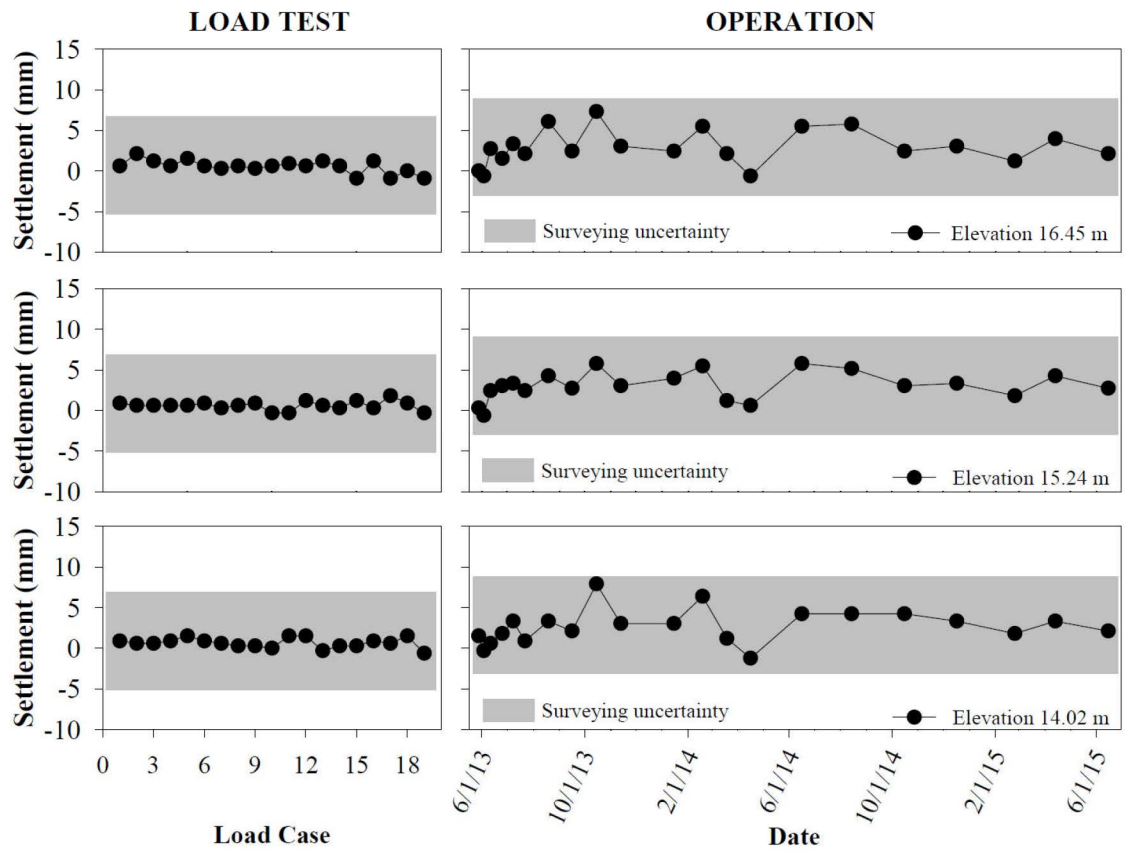 LOAD TEST
OPERATION
Settlement (mm)
15
10
5
0
-5
-10
Surveying uncertainty
Elevation 16.45 m
Settlement (mm)
15
10
5
0
-5
-10
Surveying uncertainty
Elevation 15.24 m
Settlement (mm)
15
10
5
0
-5
-10
Surveying uncertainty
Elevation 14.02 m
0 3 6 9 12 15 18
6/1/13 10/1/13 2/1/14 6/1/14 10/1/14 2/1/15 6/1/15
Load Case
Date